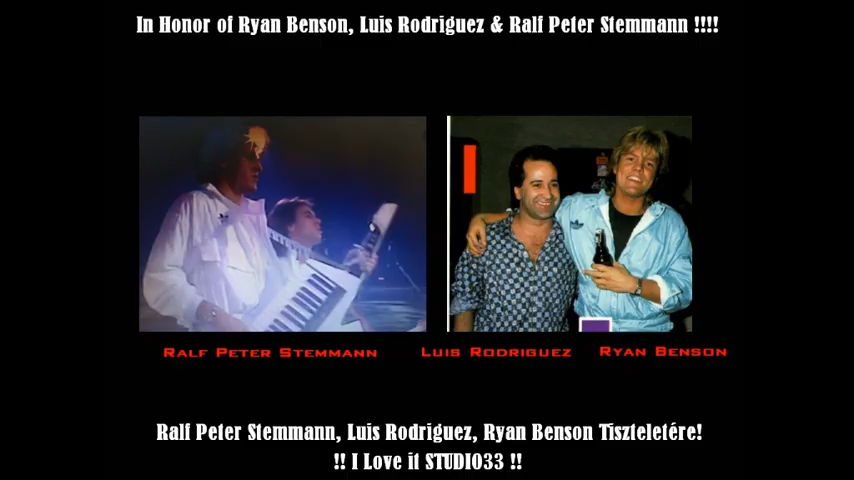 In Honor of Ryan Benson, Luis Rodriguez & Ralf Peter Stemmann !!!!
Ralf Peter Stemmann Luis Rodriguez Ryan Benson
Ralf Peter Stemmann, Luis Rodriguez, Ryan Benson Tiszteletére!
!! I Love it STUDIO33 !!